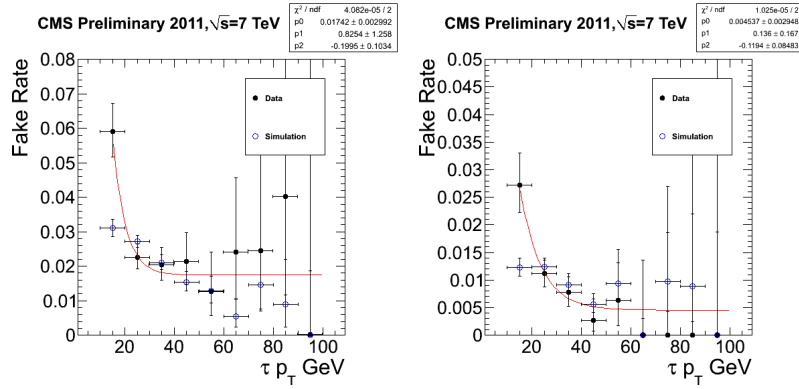 CMS Preliminary 2011,√s=7 TeV
χ² / ndf 4.082e-05 / 2
p0 0.01742 ± 0.002992
p1 0.8254 ± 1.258
p2 -0.1995 ± 0.1034
Fake Rate
0.08
0.07
0.06
0.05
0.04
0.03
0.02
0.01
0
Data
Simulation
20 40 60 80 100
τ pT GeV
CMS Preliminary 2011,√s=7 TeV
χ² / ndf 1.025e-05 / 2
p0 0.004537 ± 0.002948
p1 0.136 ± 0.167
p2 -0.1194 ± 0.08483
Fake Rate
0.05
0.045
0.04
0.035
0.03
0.025
0.02
0.015
0.01
0.005
0
Data
Simulation
20 40 60 80 100
τ pT GeV